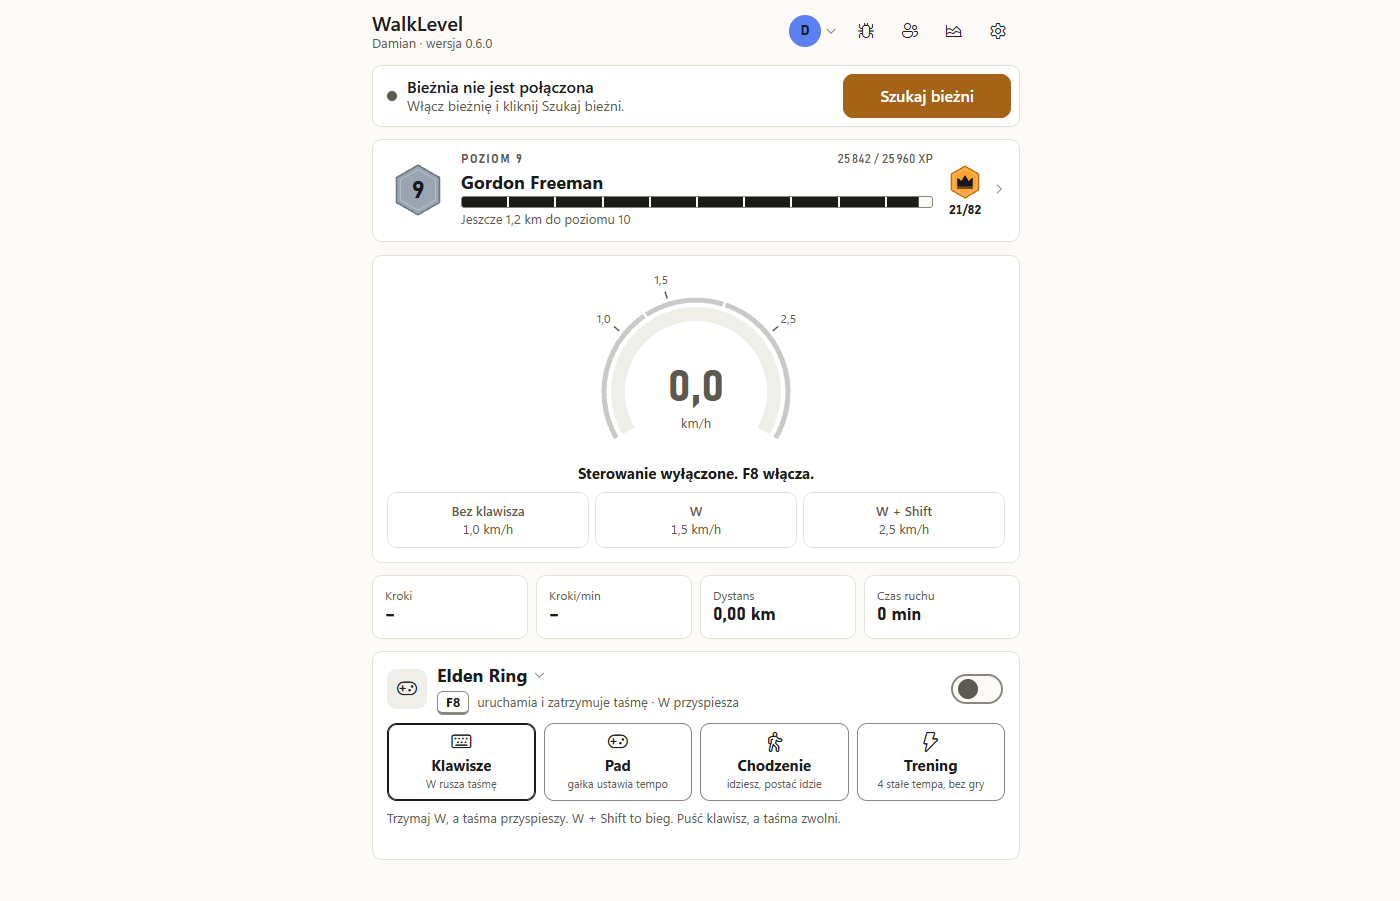 WalkLevel
Damian · wersja 0.6.0
D
Bieżnia nie jest połączona
Włącz bieżnię i kliknij Szukaj bieżni.
Szukaj bieżni
POZIOM 9
25 842 / 25 960 XP
9
Gordon Freeman
Jeszcze 1,2 km do poziomu 10
21/82
1,5
1,0
2,5
0,0
km/h
Sterowanie wyłączone. F8 włącza.
Bez klawisza
1,0 km/h
W
1,5 km/h
W + Shift
2,5 km/h
Kroki
–
Kroki/min
–
Dystans
0,00 km
Czas ruchu
0 min
Elden Ring
F8 uruchamia i zatrzymuje taśmę · W przyspiesza
Klawisze
W rusza taśmę
Pad
gałka ustawia tempo
Chodzenie
idziesz, postać idzie
Trening
4 stałe tempa, bez gry
Trzymaj W, a taśma przyspieszy. W + Shift to bieg. Puść klawisz, a taśma zwolni.